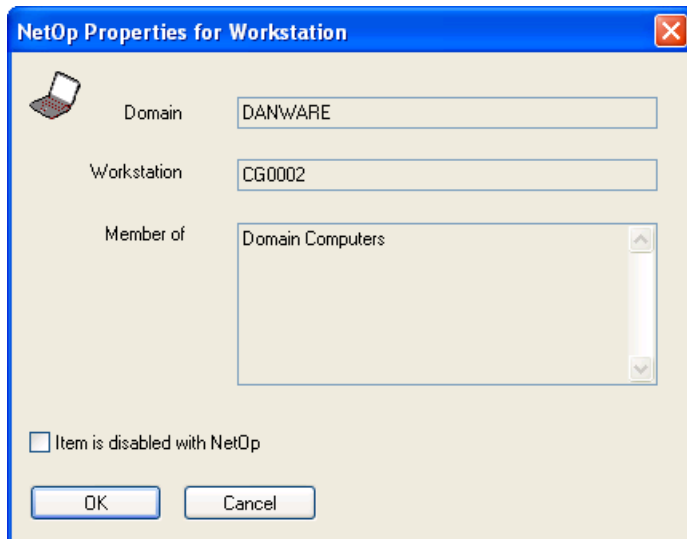 NetOp Properties for Workstation
Domain DANWARE
Workstation CG0002
Member of Domain Computers
Item is disabled with NetOp
OK Cancel